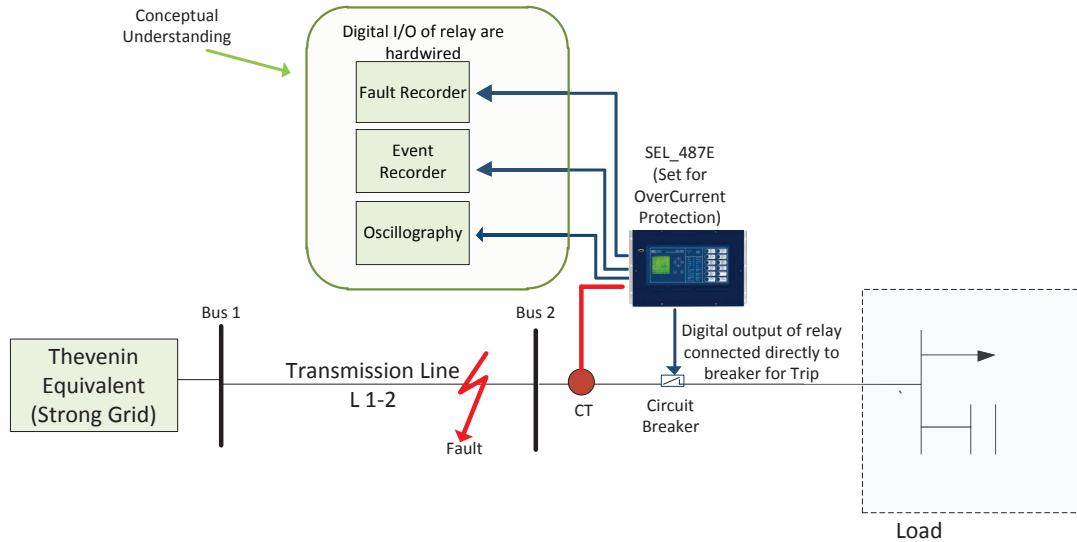 Conceptual
Understanding
Digital I/O of relay are
hardwired
Fault Recorder
Event
Recorder
Oscillography
SEL_487E
(Set for
OverCurrent
Protection)
Bus 1
Bus 2
Thevenin
Equivalent
(Strong Grid)
Transmission Line
L 1-2
Fault
CT
Digital output of relay
connected directly to
breaker for Trip
Circuit
Breaker
Load